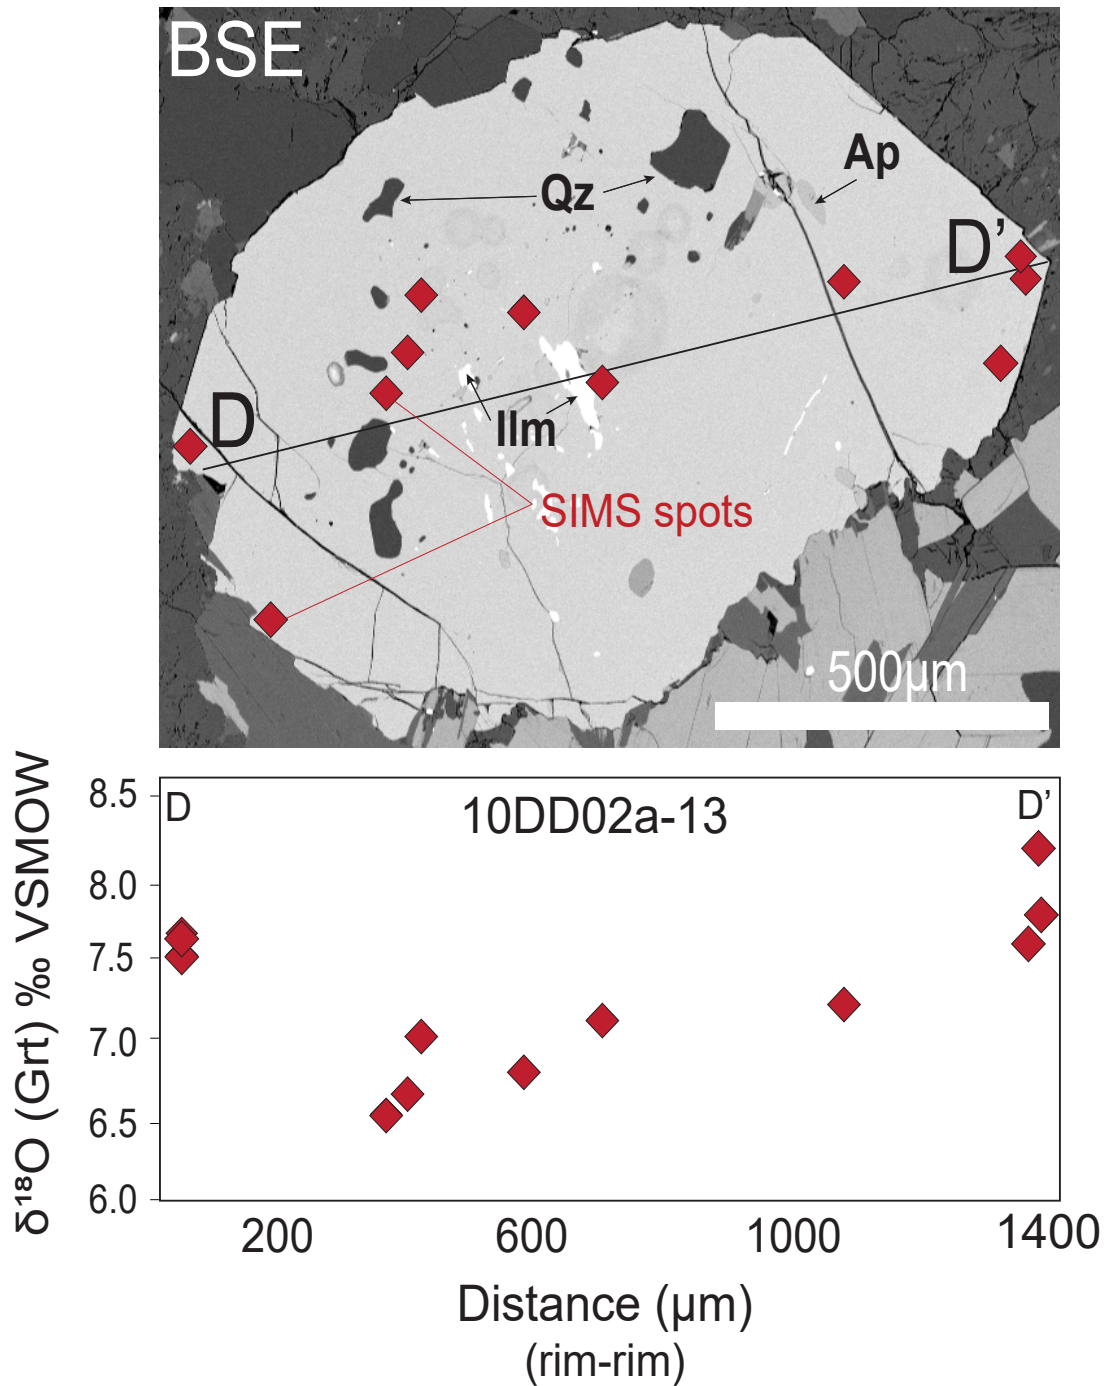 BSE
Ap
Qz
D’
D
Ilm
SIMS spots
500µm
8.5
8.0
7.5
7.0
6.5
6.0
δ¹⁸O (Grt) ‰ VSMOW
D
10DD02a-13
D’
200
600
1000
1400
Distance (µm)
(rim-rim)